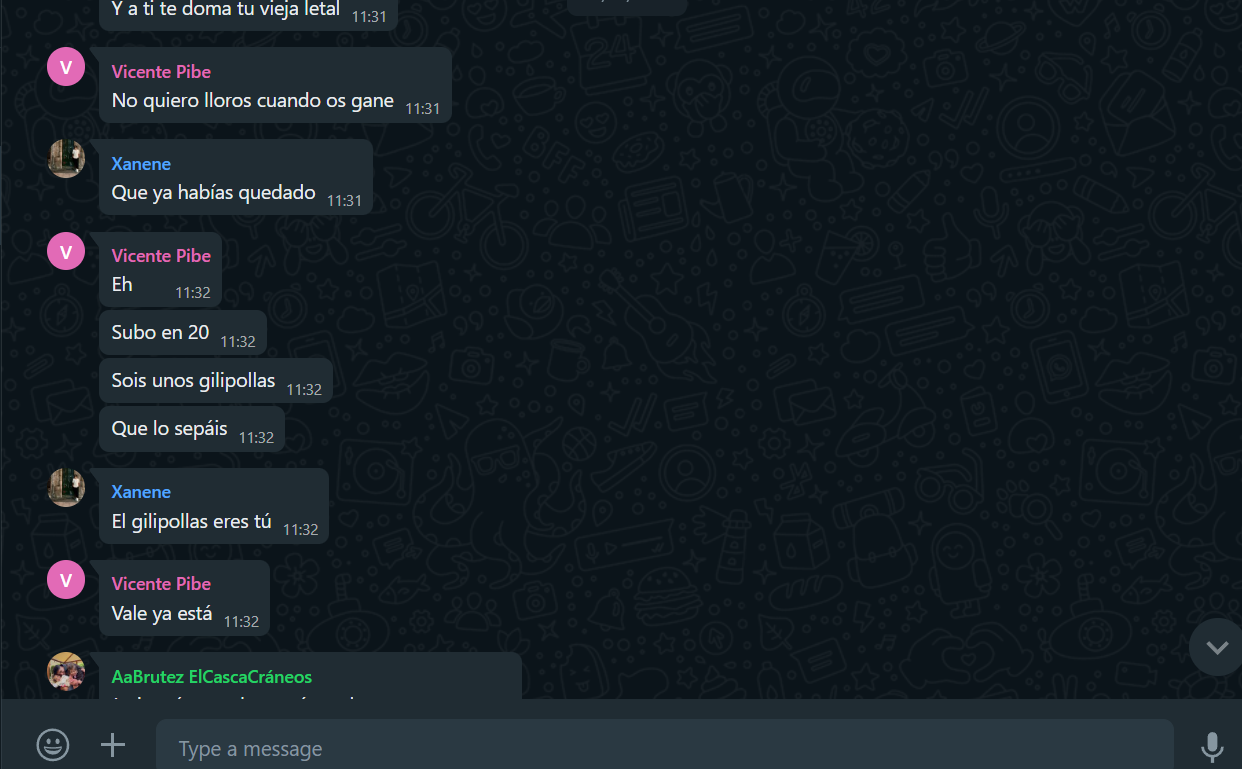 Y a ti te doma tu vieja letal 11:31
V
Vicente Pibe
No quiero lloros cuando os gane 11:31
Xanene
Que ya habías quedado 11:31
V
Vicente Pibe
Eh 11:32
Subo en 20 11:32
Sois unos gilipollas 11:32
Que lo sepáis 11:32
Xanene
El gilipollas eres tú 11:32
V
Vicente Pibe
Vale ya está 11:32
AaBrutez ElCascaCráneos
Type a message